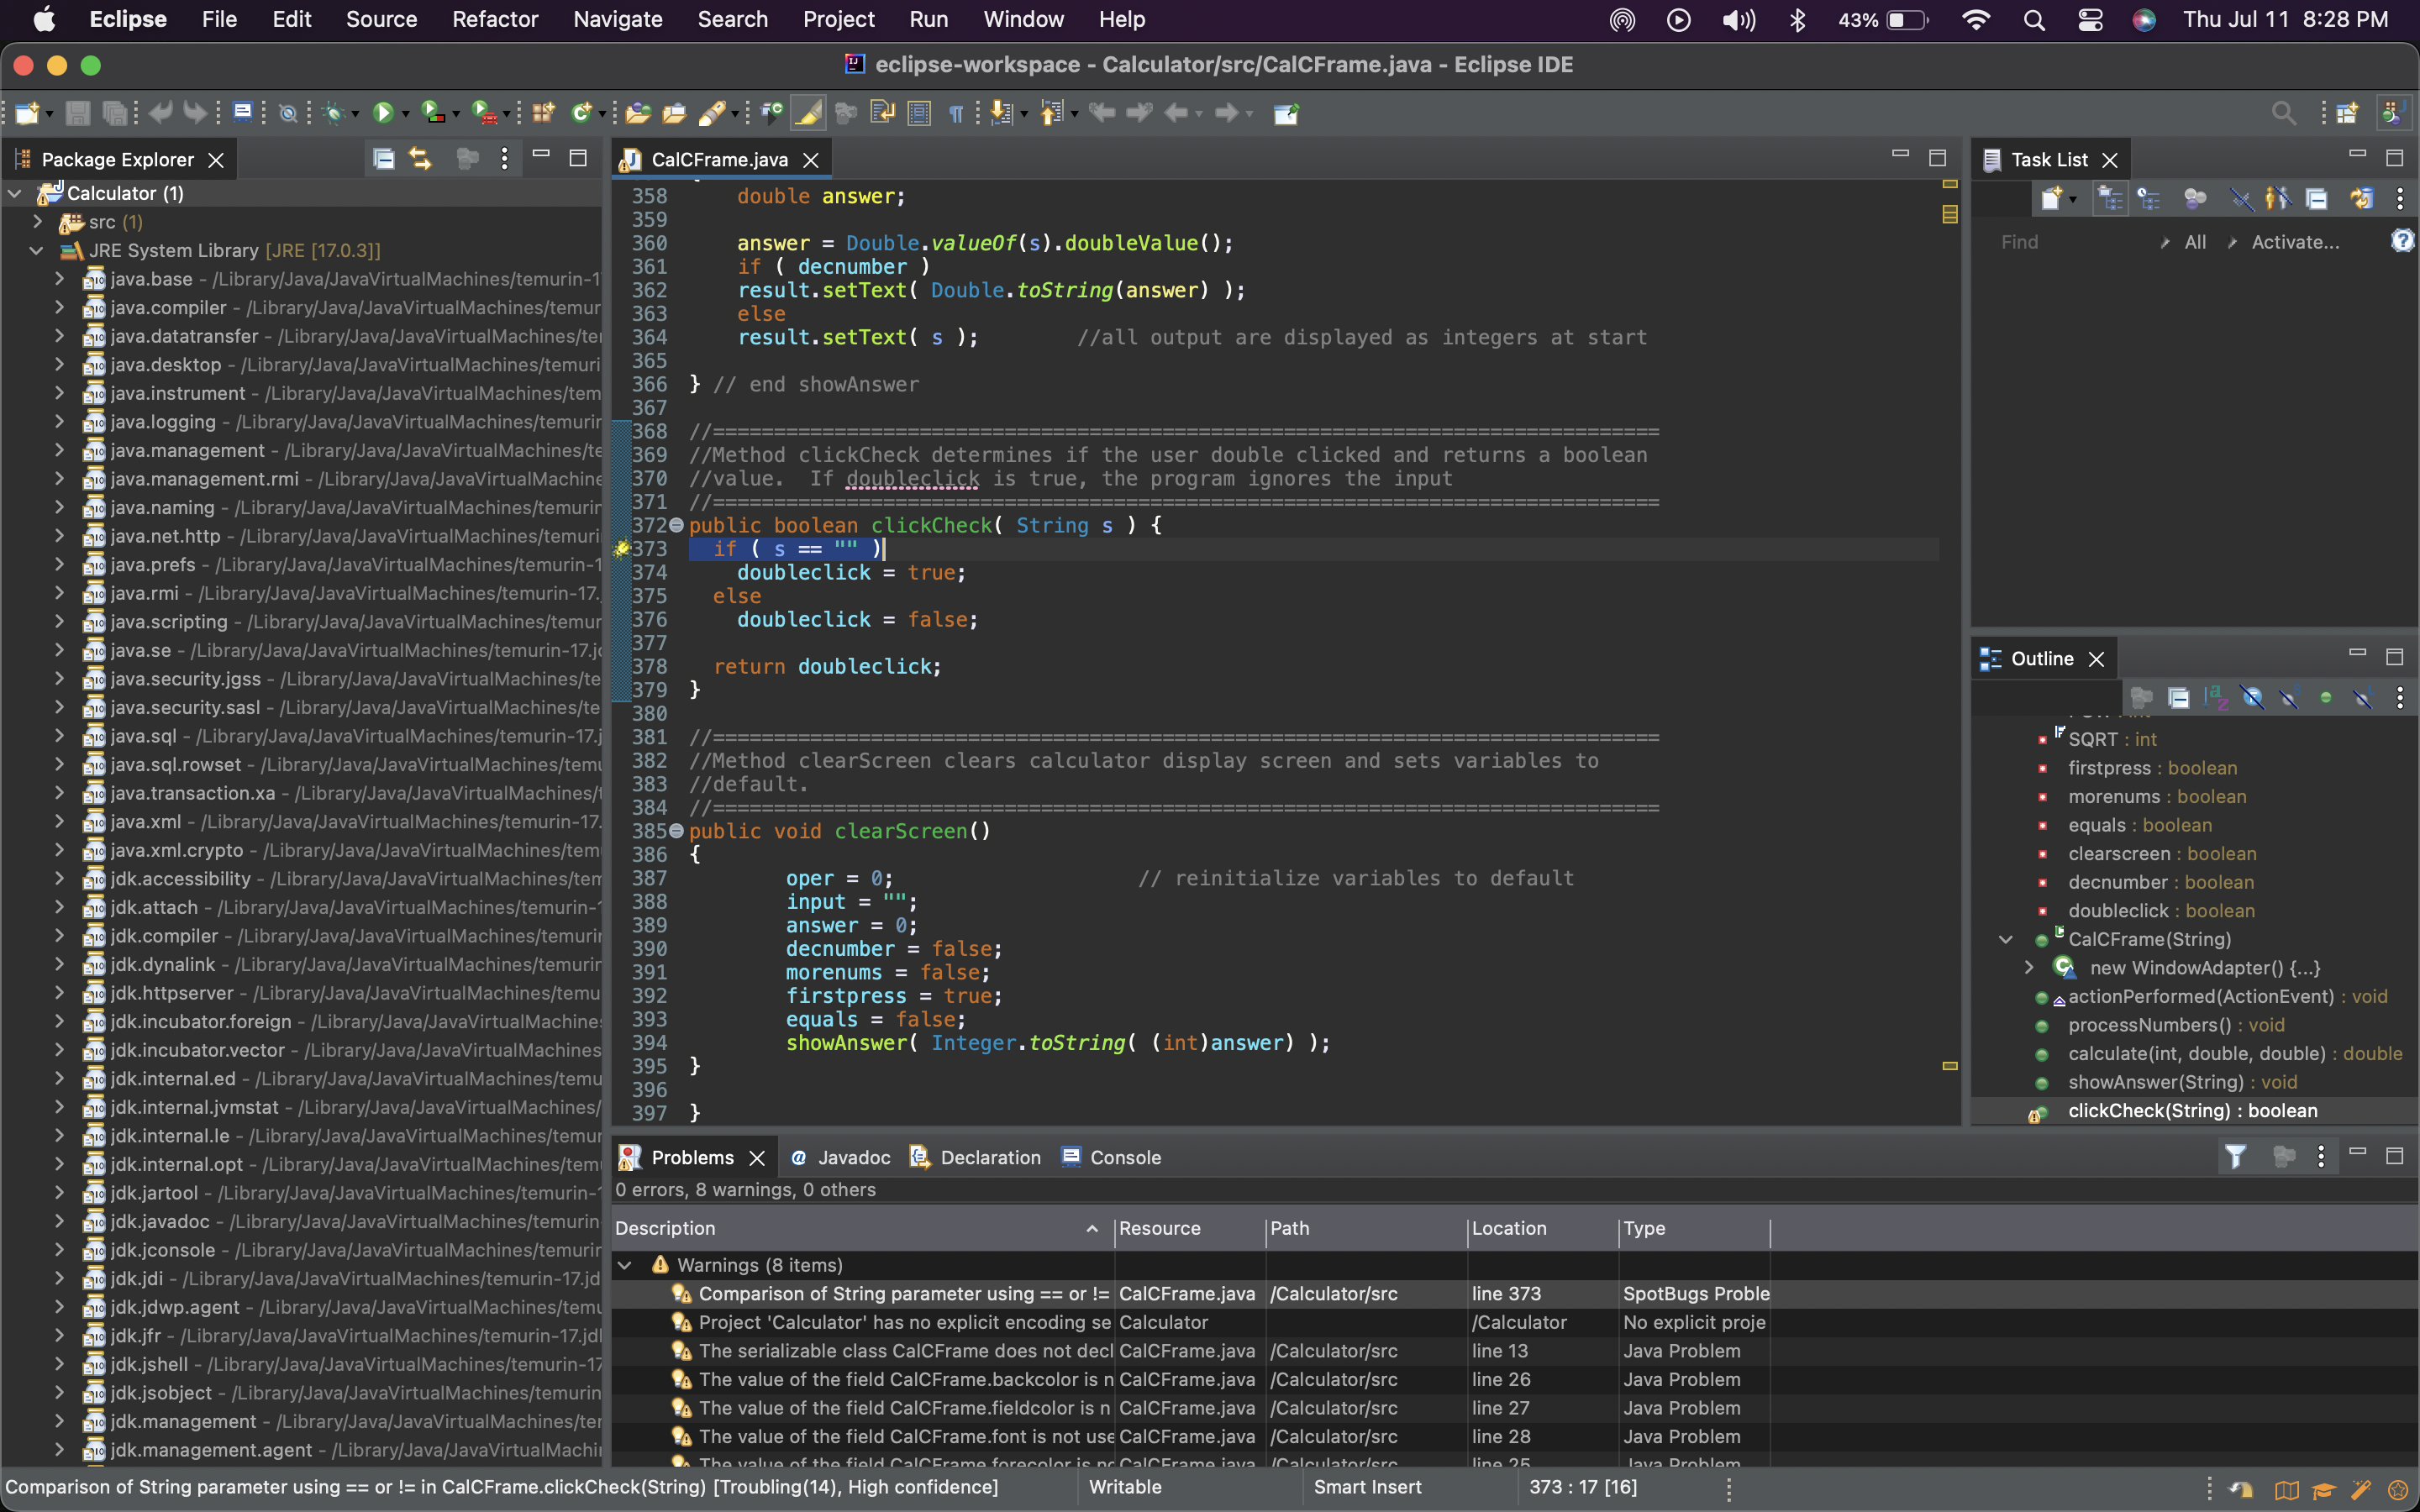 Eclipse File Edit Source Refactor Navigate Search Project Run Window Help 43% Thu Jul 11 8:28 PM
eclipse-workspace - Calculator/src/CalCFrame.java - Eclipse IDE
Package Explorer
Calculator (1)
src (1)
JRE System Library [JRE [17.0.3]]
java.base - /Library/Java/JavaVirtualMachines/temurin-1
java.compiler - /Library/Java/JavaVirtualMachines/temur
java.datatransfer - /Library/Java/JavaVirtualMachines/te
java.desktop - /Library/Java/JavaVirtualMachines/temuri
java.instrument - /Library/Java/JavaVirtualMachines/tem
java.logging - /Library/Java/JavaVirtualMachines/temurir
java.management - /Library/Java/JavaVirtualMachines/te
java.management.rmi - /Library/Java/JavaVirtualMachine
java.naming - /Library/Java/JavaVirtualMachines/temurin
java.net.http - /Library/Java/JavaVirtualMachines/temuri
java.prefs - /Library/Java/JavaVirtualMachines/temurin-1
java.rmi - /Library/Java/JavaVirtualMachines/temurin-17.
java.scripting - /Library/Java/JavaVirtualMachines/temur
java.se - /Library/Java/JavaVirtualMachines/temurin-17.j
java.security.jgss - /Library/Java/JavaVirtualMachines/te
java.security.sasl - /Library/Java/JavaVirtualMachines/te
java.sql - /Library/Java/JavaVirtualMachines/temurin-17.j
java.sql.rowset - /Library/Java/JavaVirtualMachines/temu
java.transaction.xa - /Library/Java/JavaVirtualMachines/t
java.xml - /Library/Java/JavaVirtualMachines/temurin-17.
java.xml.crypto - /Library/Java/JavaVirtualMachines/tem
jdk.accessibility - /Library/Java/JavaVirtualMachines/tem
jdk.attach - /Library/Java/JavaVirtualMachines/temurin-1
jdk.compiler - /Library/Java/JavaVirtualMachines/temurir
jdk.dynalink - /Library/Java/JavaVirtualMachines/temurin
jdk.httpserver - /Library/Java/JavaVirtualMachines/temu
jdk.incubator.foreign - /Library/Java/JavaVirtualMachine
jdk.incubator.vector - /Library/Java/JavaVirtualMachines
jdk.internal.ed - /Library/Java/JavaVirtualMachines/temu
jdk.internal.jvmstat - /Library/Java/JavaVirtualMachines/
jdk.internal.le - /Library/Java/JavaVirtualMachines/temur
jdk.internal.opt - /Library/Java/JavaVirtualMachines/tem
jdk.jartool - /Library/Java/JavaVirtualMachines/temurin-1
jdk.javadoc - /Library/Java/JavaVirtualMachines/temurin
jdk.jconsole - /Library/Java/JavaVirtualMachines/temurir
jdk.jdi - /Library/Java/JavaVirtualMachines/temurin-17.jd
jdk.jdwp.agent - /Library/Java/JavaVirtualMachines/temu
jdk.jfr - /Library/Java/JavaVirtualMachines/temurin-17.jd
jdk.jshell - /Library/Java/JavaVirtualMachines/temurin-17
jdk.jsobject - /Library/Java/JavaVirtualMachines/temurin
jdk.management - /Library/Java/JavaVirtualMachines/ter
jdk.management.agent - /Library/Java/JavaVirtualMachi
CalCFrame.java
358 double answer;
359
360 answer = Double.valueOf(s).doubleValue();
361 if ( decnumber )
362 result.setText( Double.toString(answer) );
363 else
364 result.setText( s ); //all output are displayed as integers at start
365
366 } // end showAnswer
367
368 //==============================================================================
369 //Method clickCheck determines if the user double clicked and returns a boolean
370 //value.  If doubleclick is true, the program ignores the input
371 //==============================================================================
372 public boolean clickCheck( String s ) {
373 if ( s == "" )
374 doubleclick = true;
375 else
376 doubleclick = false;
377
378 return doubleclick;
379 }
380
381 //==============================================================================
382 //Method clearScreen clears calculator display screen and sets variables to
383 //default.
384 //==============================================================================
385 public void clearScreen()
386 {
387 oper = 0; // reinitialize variables to default
388 input = "";
389 answer = 0;
390 decnumber = false;
391 morenums = false;
392 firstpress = true;
393 equals = false;
394 showAnswer( Integer.toString( (int)answer) );
395 }
396
397 }
Task List
Find All Activate...
Outline
SQRT : int
firstpress : boolean
morenums : boolean
equals : boolean
clearscreen : boolean
decnumber : boolean
doubleclick : boolean
CalCFrame(String)
new WindowAdapter() {...}
actionPerformed(ActionEvent) : void
processNumbers() : void
calculate(int, double, double) : double
showAnswer(String) : void
clickCheck(String) : boolean
Problems Javadoc Declaration Console
0 errors, 8 warnings, 0 others
Description Resource Path Location Type
Warnings (8 items)
Comparison of String parameter using == or != CalCFrame.java /Calculator/src line 373 SpotBugs Proble
Project 'Calculator' has no explicit encoding se Calculator /Calculator No explicit proje
The serializable class CalCFrame does not decl CalCFrame.java /Calculator/src line 13 Java Problem
The value of the field CalCFrame.backcolor is n CalCFrame.java /Calculator/src line 26 Java Problem
The value of the field CalCFrame.fieldcolor is n CalCFrame.java /Calculator/src line 27 Java Problem
The value of the field CalCFrame.font is not use CalCFrame.java /Calculator/src line 28 Java Problem
The value of the field CalCFrame.forecolor is no CalCFrame.java /Calculator/src line 25 Java Problem
Comparison of String parameter using == or != in CalCFrame.clickCheck(String) [Troubling(14), High confidence] Writable Smart Insert 373 : 17 [16]